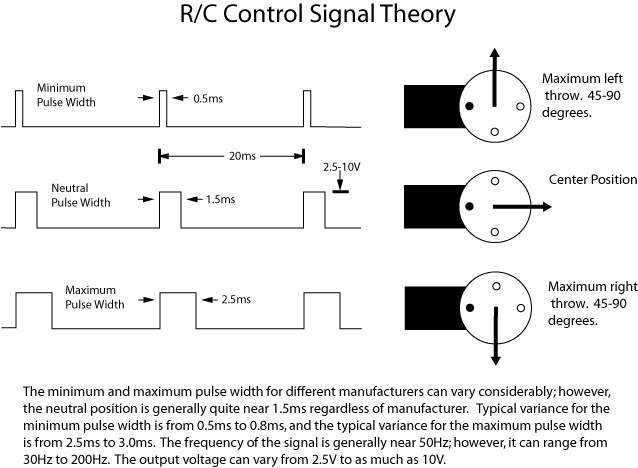 R/C Control Signal Theory
Minimum
Pulse Width
0.5ms
Maximum left
throw. 45-90
degrees.
20ms
2.5-10V
Neutral
Pulse Width
1.5ms
Center Position
Maximum
Pulse Width
2.5ms
Maximum right
throw. 45-90
degrees.
The minimum and maximum pulse width for different manufacturers can vary considerably; however,
the neutral position is generally quite near 1.5ms regardless of manufacturer. Typical variance for the
minimum pulse width is from 0.5ms to 0.8ms, and the typical variance for the maximum pulse width
is from 2.5ms to 3.0ms. The frequency of the signal is generally near 50Hz; however, it can range from
30Hz to 200Hz. The output voltage can vary from 2.5V to as much as 10V.